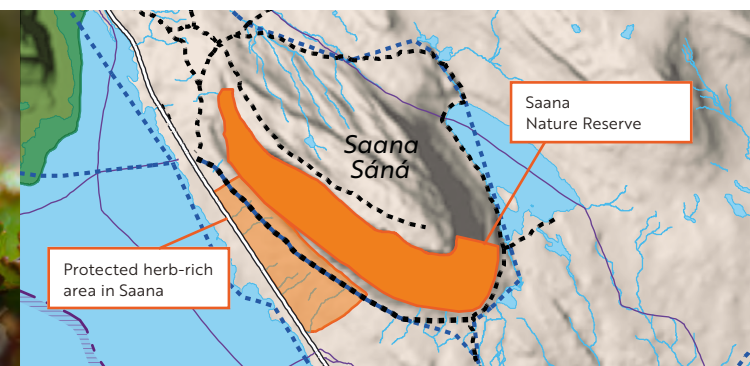 Saana
Nature Reserve
Saana
Sáná
Protected herb-rich
area in Saana